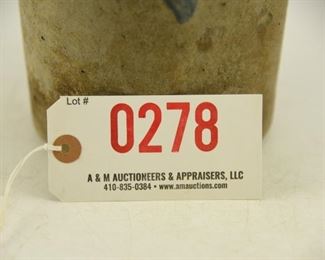 Lot #
0278
A & M AUCTIONEERS & APPRAISERS, LLC
410-835-0384 • www.amauctions.com